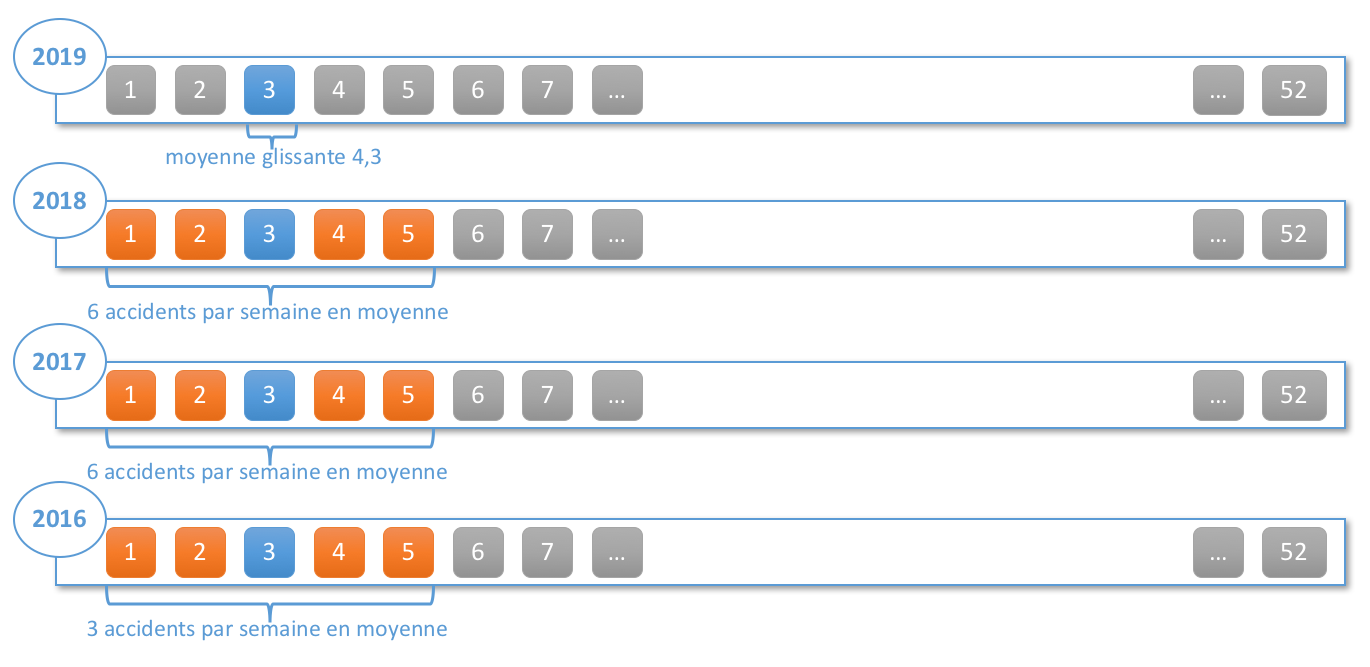 2019
1 2 3 4 5 6 7 ... ... 52
moyenne glissante 4,3
2018
1 2 3 4 5 6 7 ... ... 52
6 accidents par semaine en moyenne
2017
1 2 3 4 5 6 7 ... ... 52
6 accidents par semaine en moyenne
2016
1 2 3 4 5 6 7 ... ... 52
3 accidents par semaine en moyenne